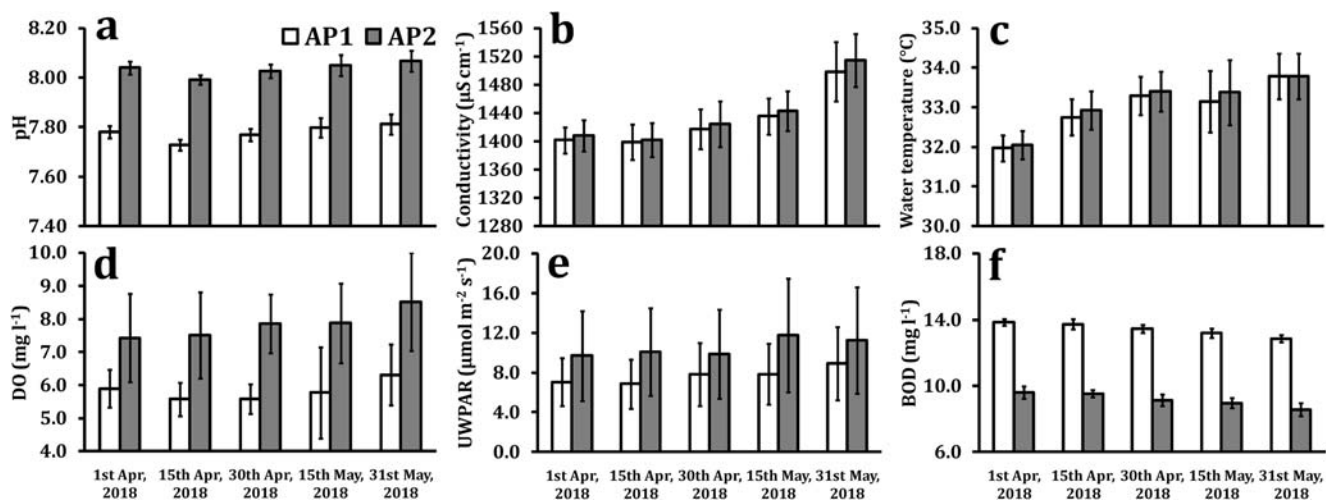 a
AP1 AP2
pH
8.20
8.00
7.80
7.60
7.40
b
Conductivity (µS cm⁻¹)
1560
1520
1480
1440
1400
1360
1320
1280
c
Water temperature (°C)
35.0
34.0
33.0
32.0
31.0
30.0
d
DO (mg l⁻¹)
10.0
9.0
8.0
7.0
6.0
5.0
4.0
1st Apr, 2018
15th Apr, 2018
30th Apr, 2018
15th May, 2018
31st May, 2018
e
UWPAR (µmol m⁻² s⁻¹)
20.0
16.0
12.0
8.0
4.0
0.0
1st Apr, 2018
15th Apr, 2018
30th Apr, 2018
15th May, 2018
31st May, 2018
f
BOD (mg l⁻¹)
18.0
14.0
10.0
6.0
1st Apr, 2018
15th Apr, 2018
30th Apr, 2018
15th May, 2018
31st May, 2018